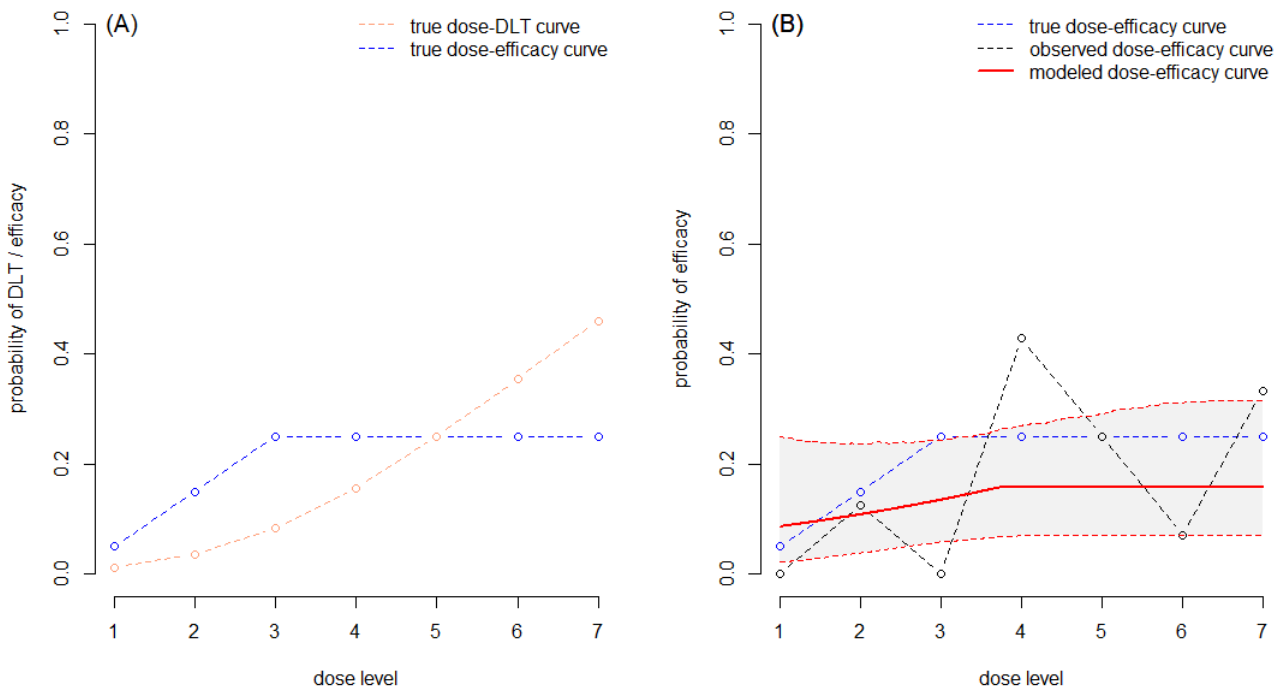 (A)
true dose-DLT curve
true dose-efficacy curve
probability of DLT / efficacy
1.0
0.8
0.6
0.4
0.2
0.0
1 2 3 4 5 6 7
dose level
(B)
true dose-efficacy curve
observed dose-efficacy curve
modeled dose-efficacy curve
probability of efficacy
1.0
0.8
0.6
0.4
0.2
0.0
1 2 3 4 5 6 7
dose level